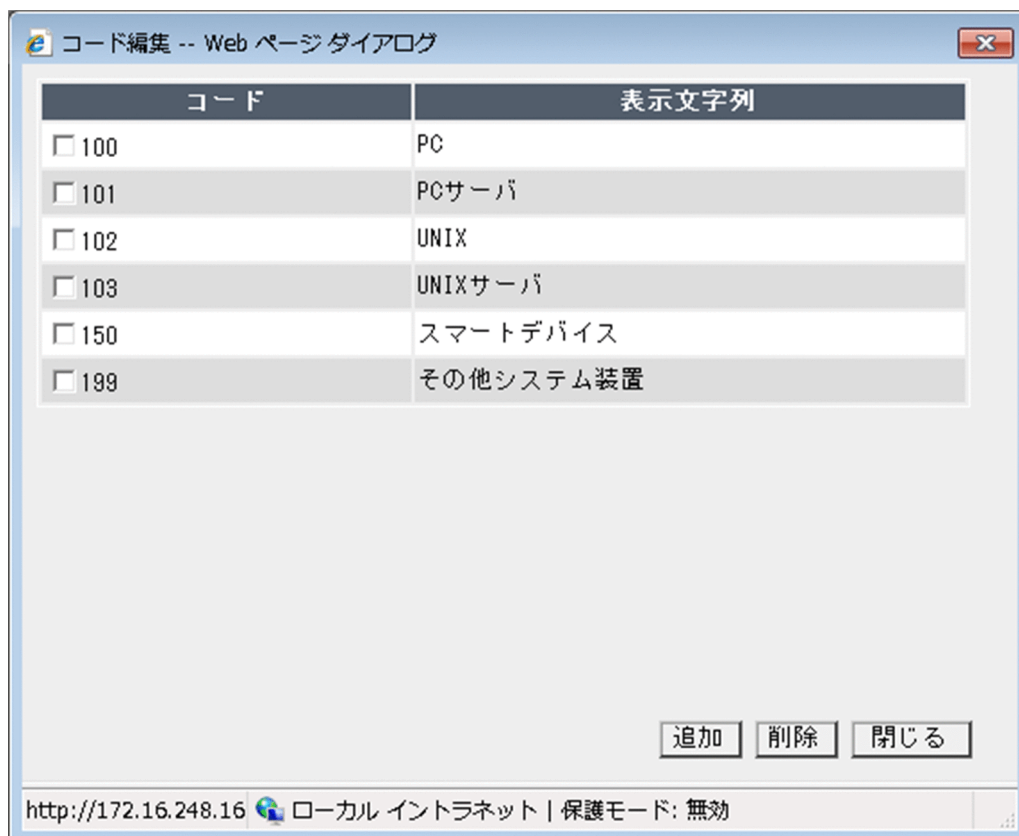 コード編集 -- Web ページ ダイアログ
コード 表示文字列
100 PC
101 PCサーバ
102 UNIX
103 UNIXサーバ
150 スマートデバイス
199 その他システム装置
追加 削除 閉じる
http://172.16.248.16 ローカル イントラネット | 保護モード: 無効